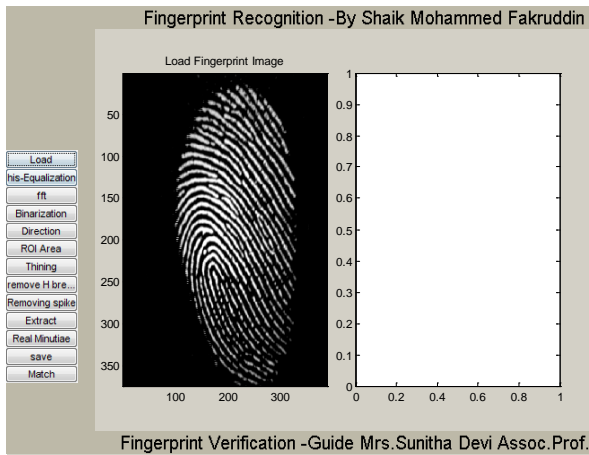 Fingerprint Recognition -By Shaik Mohammed Fakruddin
Load Fingerprint Image
Load
his-Equalization
fft
Binarization
Direction
ROI Area
Thining
remove H bre...
Removing spike
Extract
Real Minutiae
save
Match
50
100
150
200
250
300
350
100 200 300
1
0.9
0.8
0.7
0.6
0.5
0.4
0.3
0.2
0.1
0
0 0.2 0.4 0.6 0.8 1
Fingerprint Verification -Guide Mrs.Sunitha Devi Assoc.Prof.